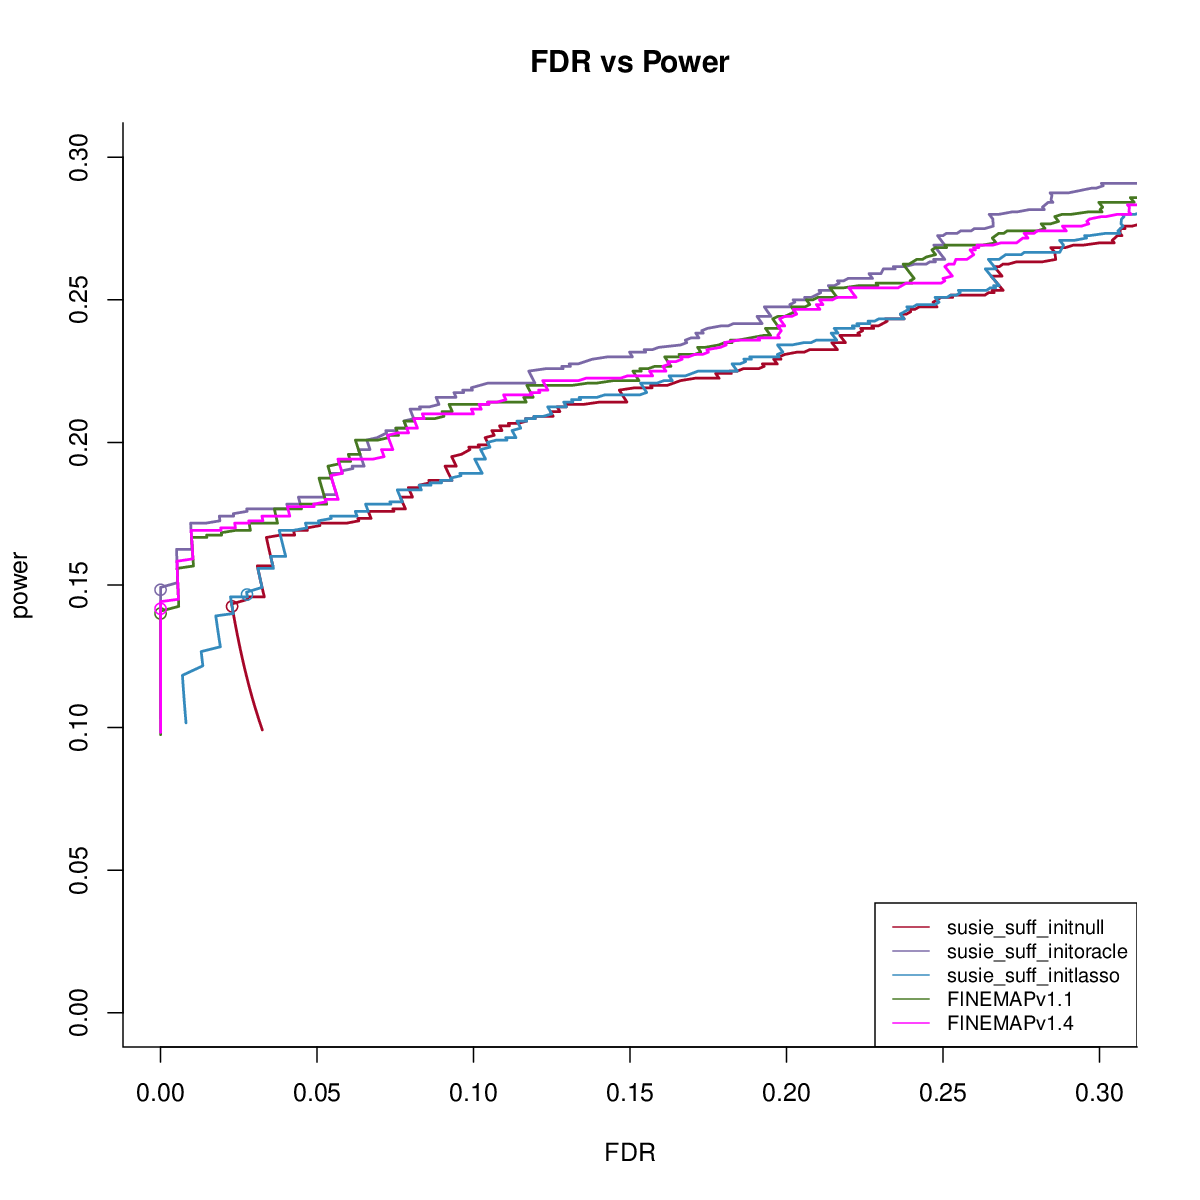 FDR vs Power
power
0.30
0.25
0.20
0.15
0.10
0.05
0.00
susie_suff_initnull
susie_suff_initoracle
susie_suff_initlasso
FINEMAPv1.1
FINEMAPv1.4
0.00 0.05 0.10 0.15 0.20 0.25 0.30
FDR